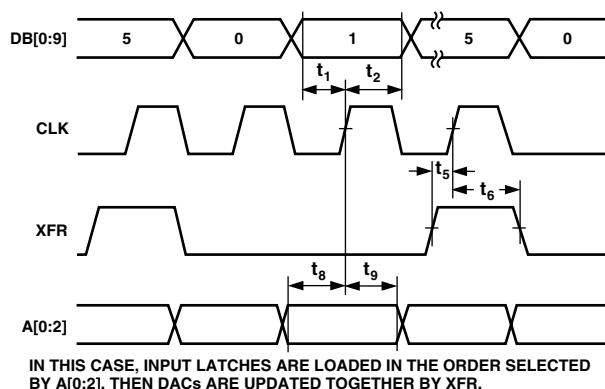 DB[0:9] 5 0 1 5 0
t1 t2
CLK
t5
t6
XFR
t8 t9
A[0:2]
IN THIS CASE, INPUT LATCHES ARE LOADED IN THE ORDER SELECTED
BY A[0:2]. THEN DACs ARE UPDATED TOGETHER BY XFR.